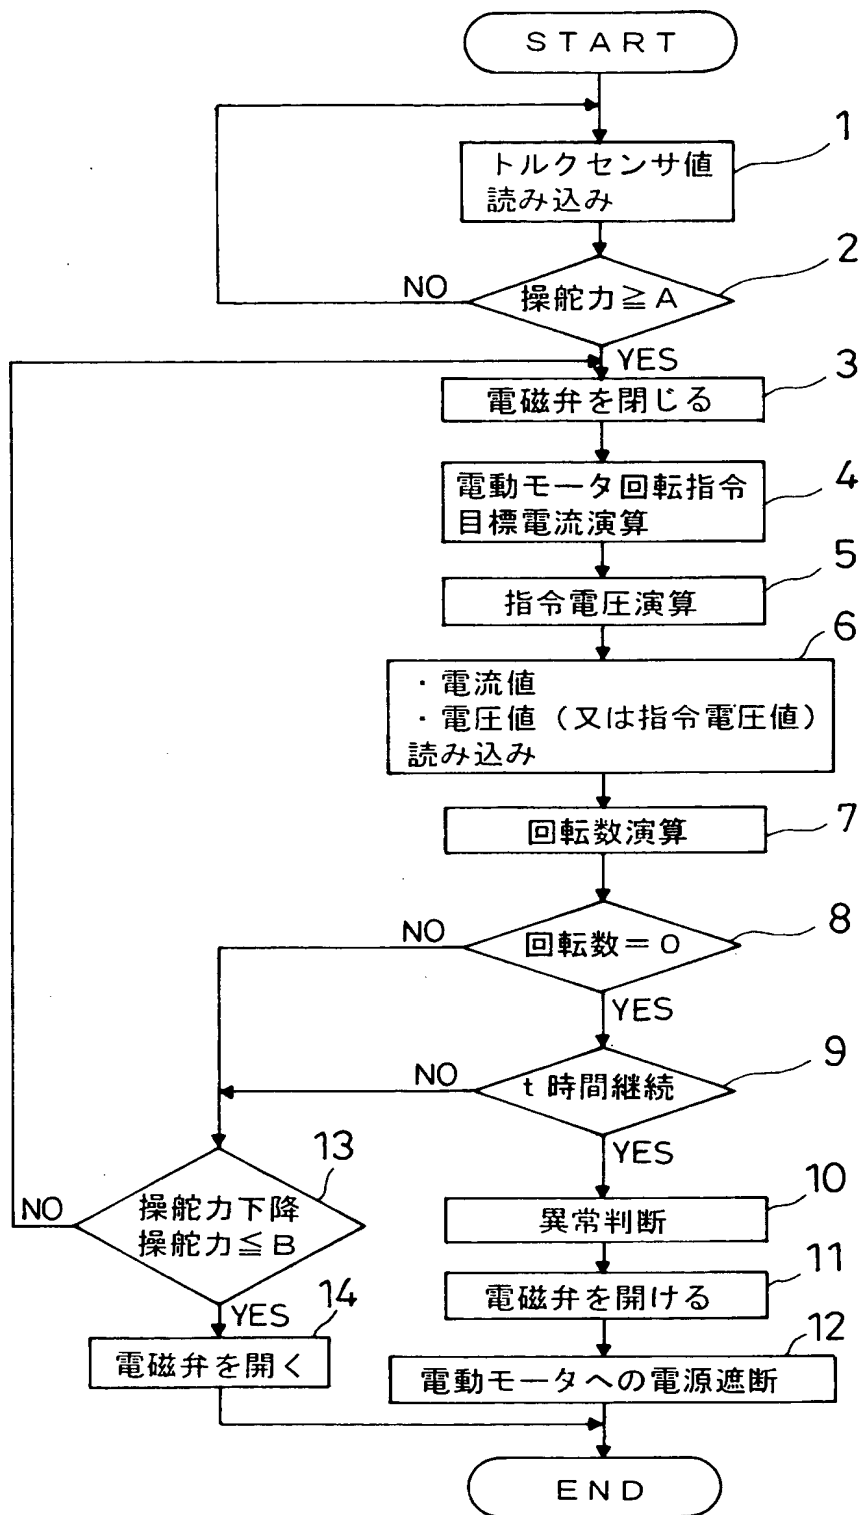 START
1
トルクセンサ値
読み込み
2
NO
操舵力≧A
YES
3
電磁弁を閉じる
4
電動モータ回転指令
目標電流演算
5
指令電圧演算
6
・電流値
・電圧値(又は指令電圧値)
読み込み
7
回転数演算
8
NO
回転数=0
YES
9
NO
t時間継続
YES
13
NO
操舵力下降
操舵力≦B
YES
10
異常判断
11
電磁弁を開ける
14
電磁弁を開く
12
電動モータへの電源遮断
END